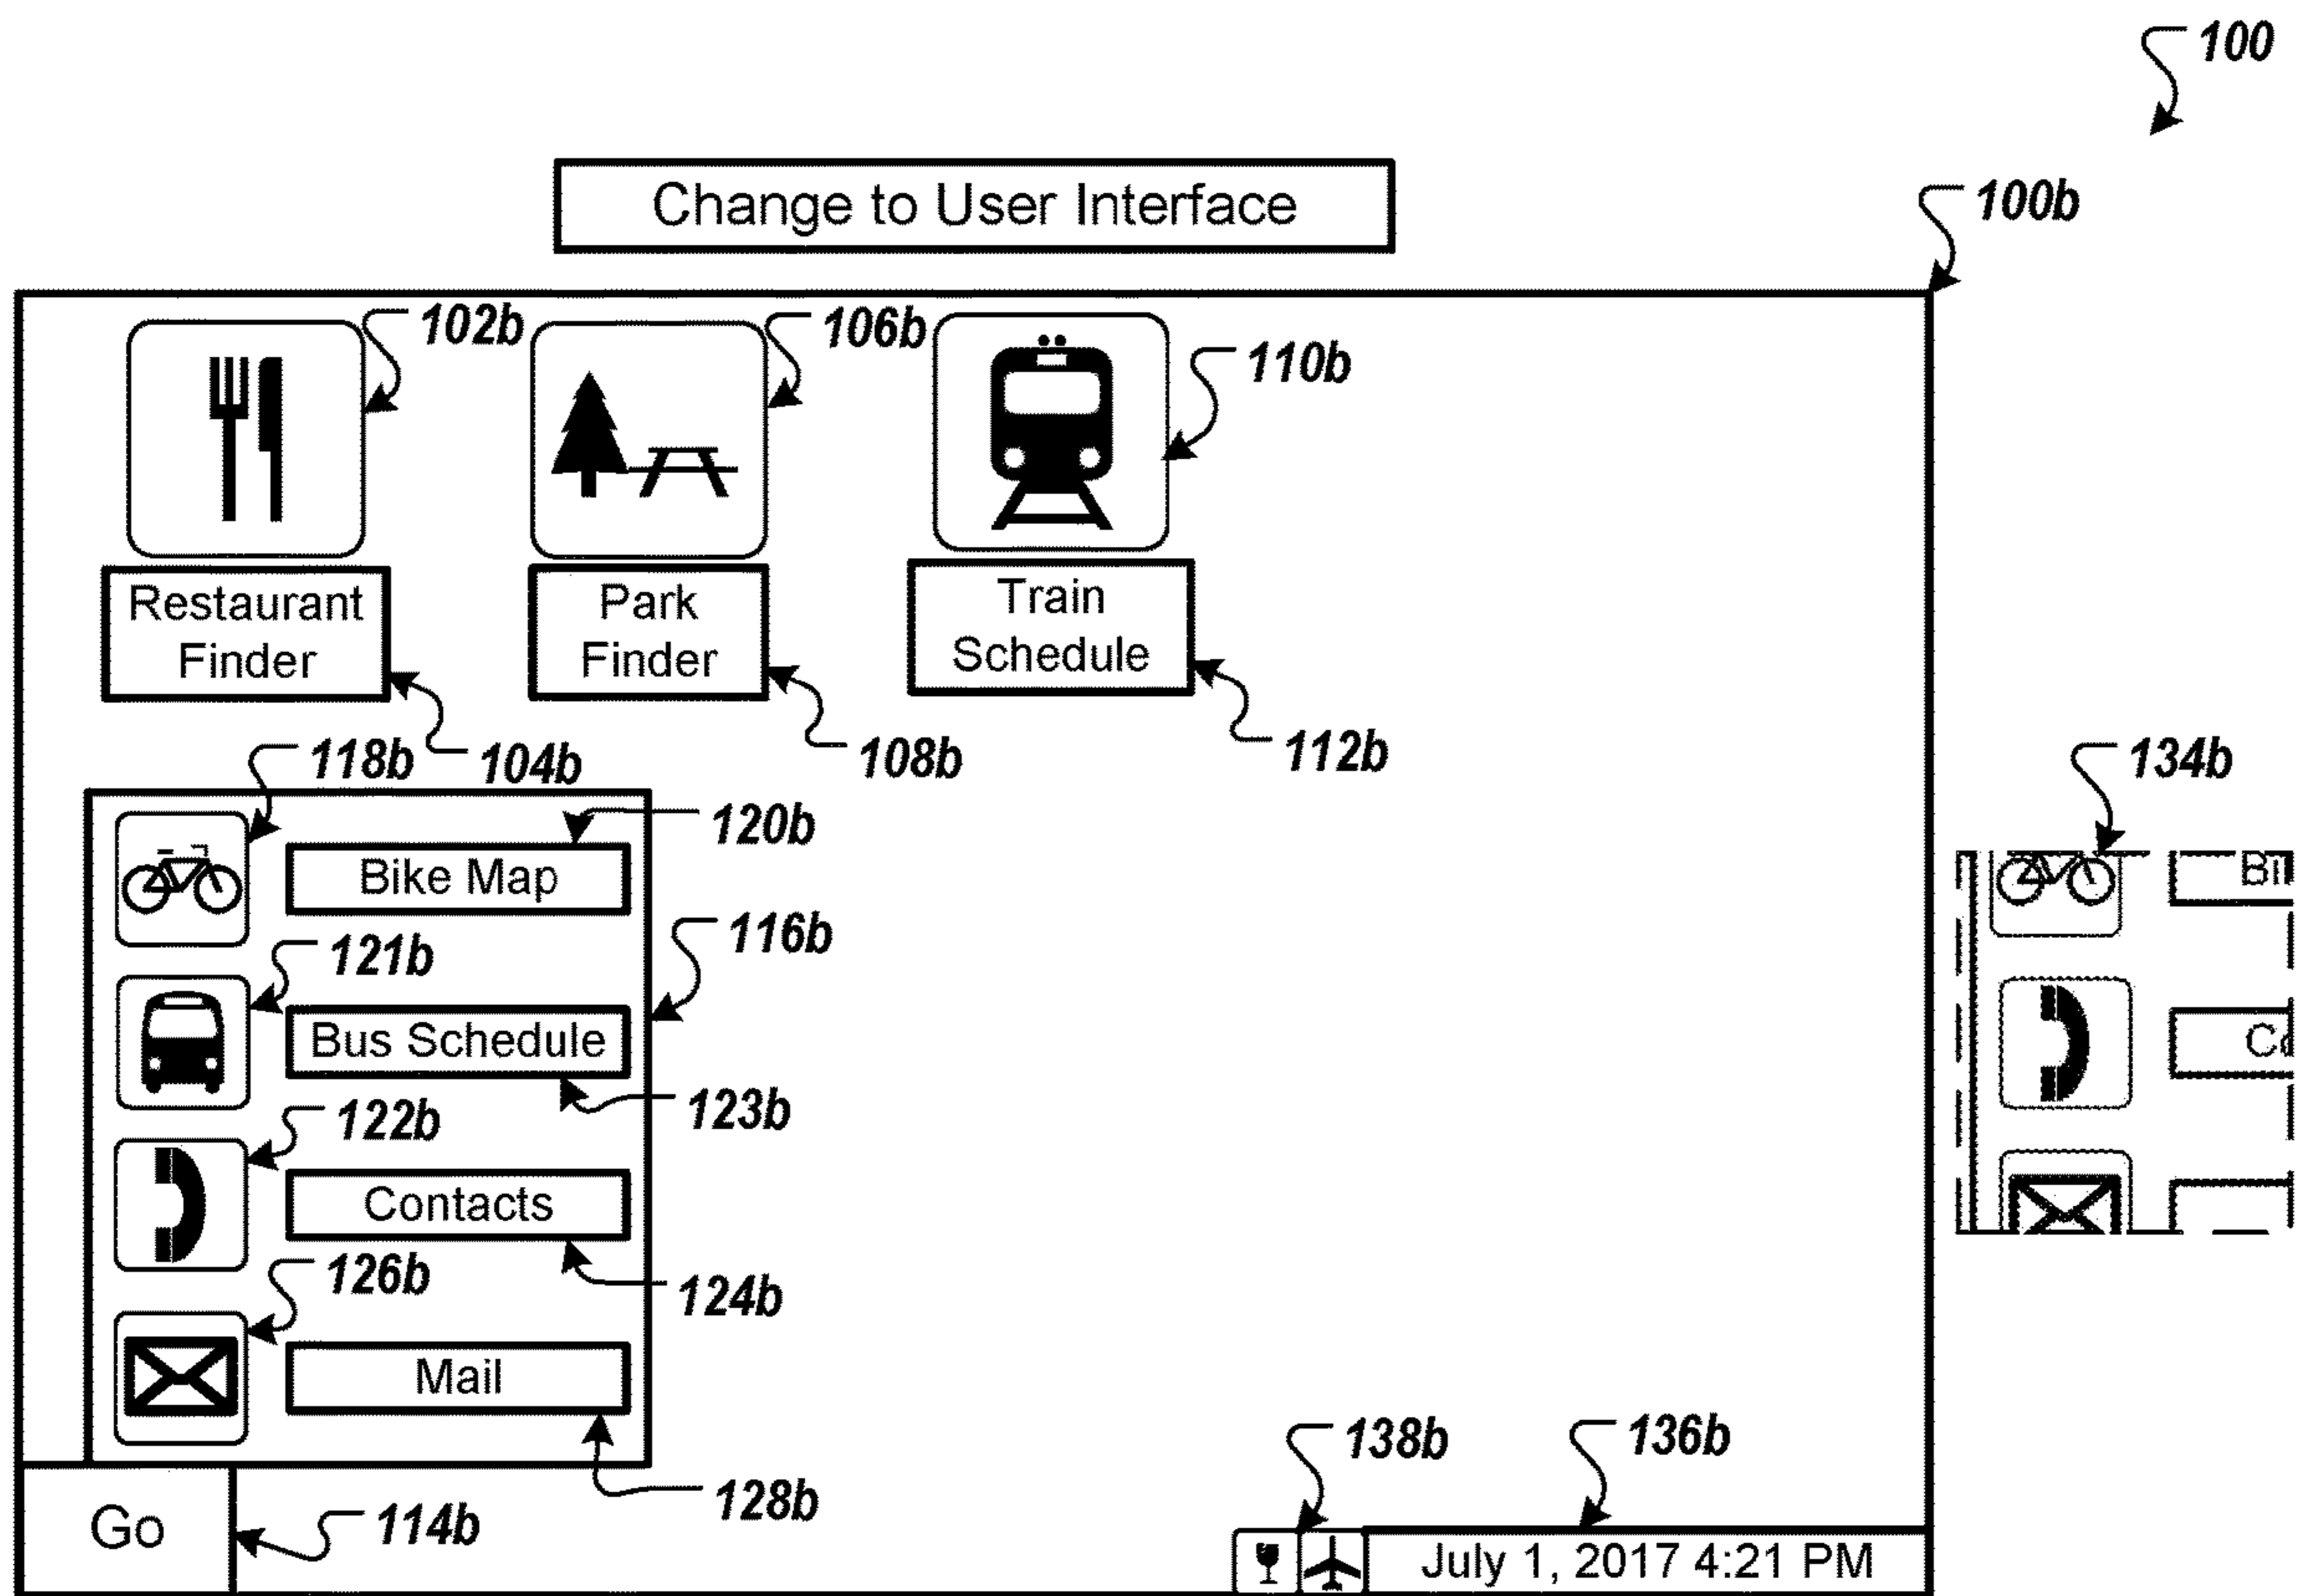 100
Change to User Interface
100b
102b
106b
110b
Restaurant
Finder
Park
Finder
Train
Schedule
104b
108b
112b
118b
134b
120b
Bike Map
116b
121b
Bus Schedule
123b
122b
Contacts
124b
126b
Mail
128b
138b
136b
Go
114b
July 1, 2017 4:21 PM